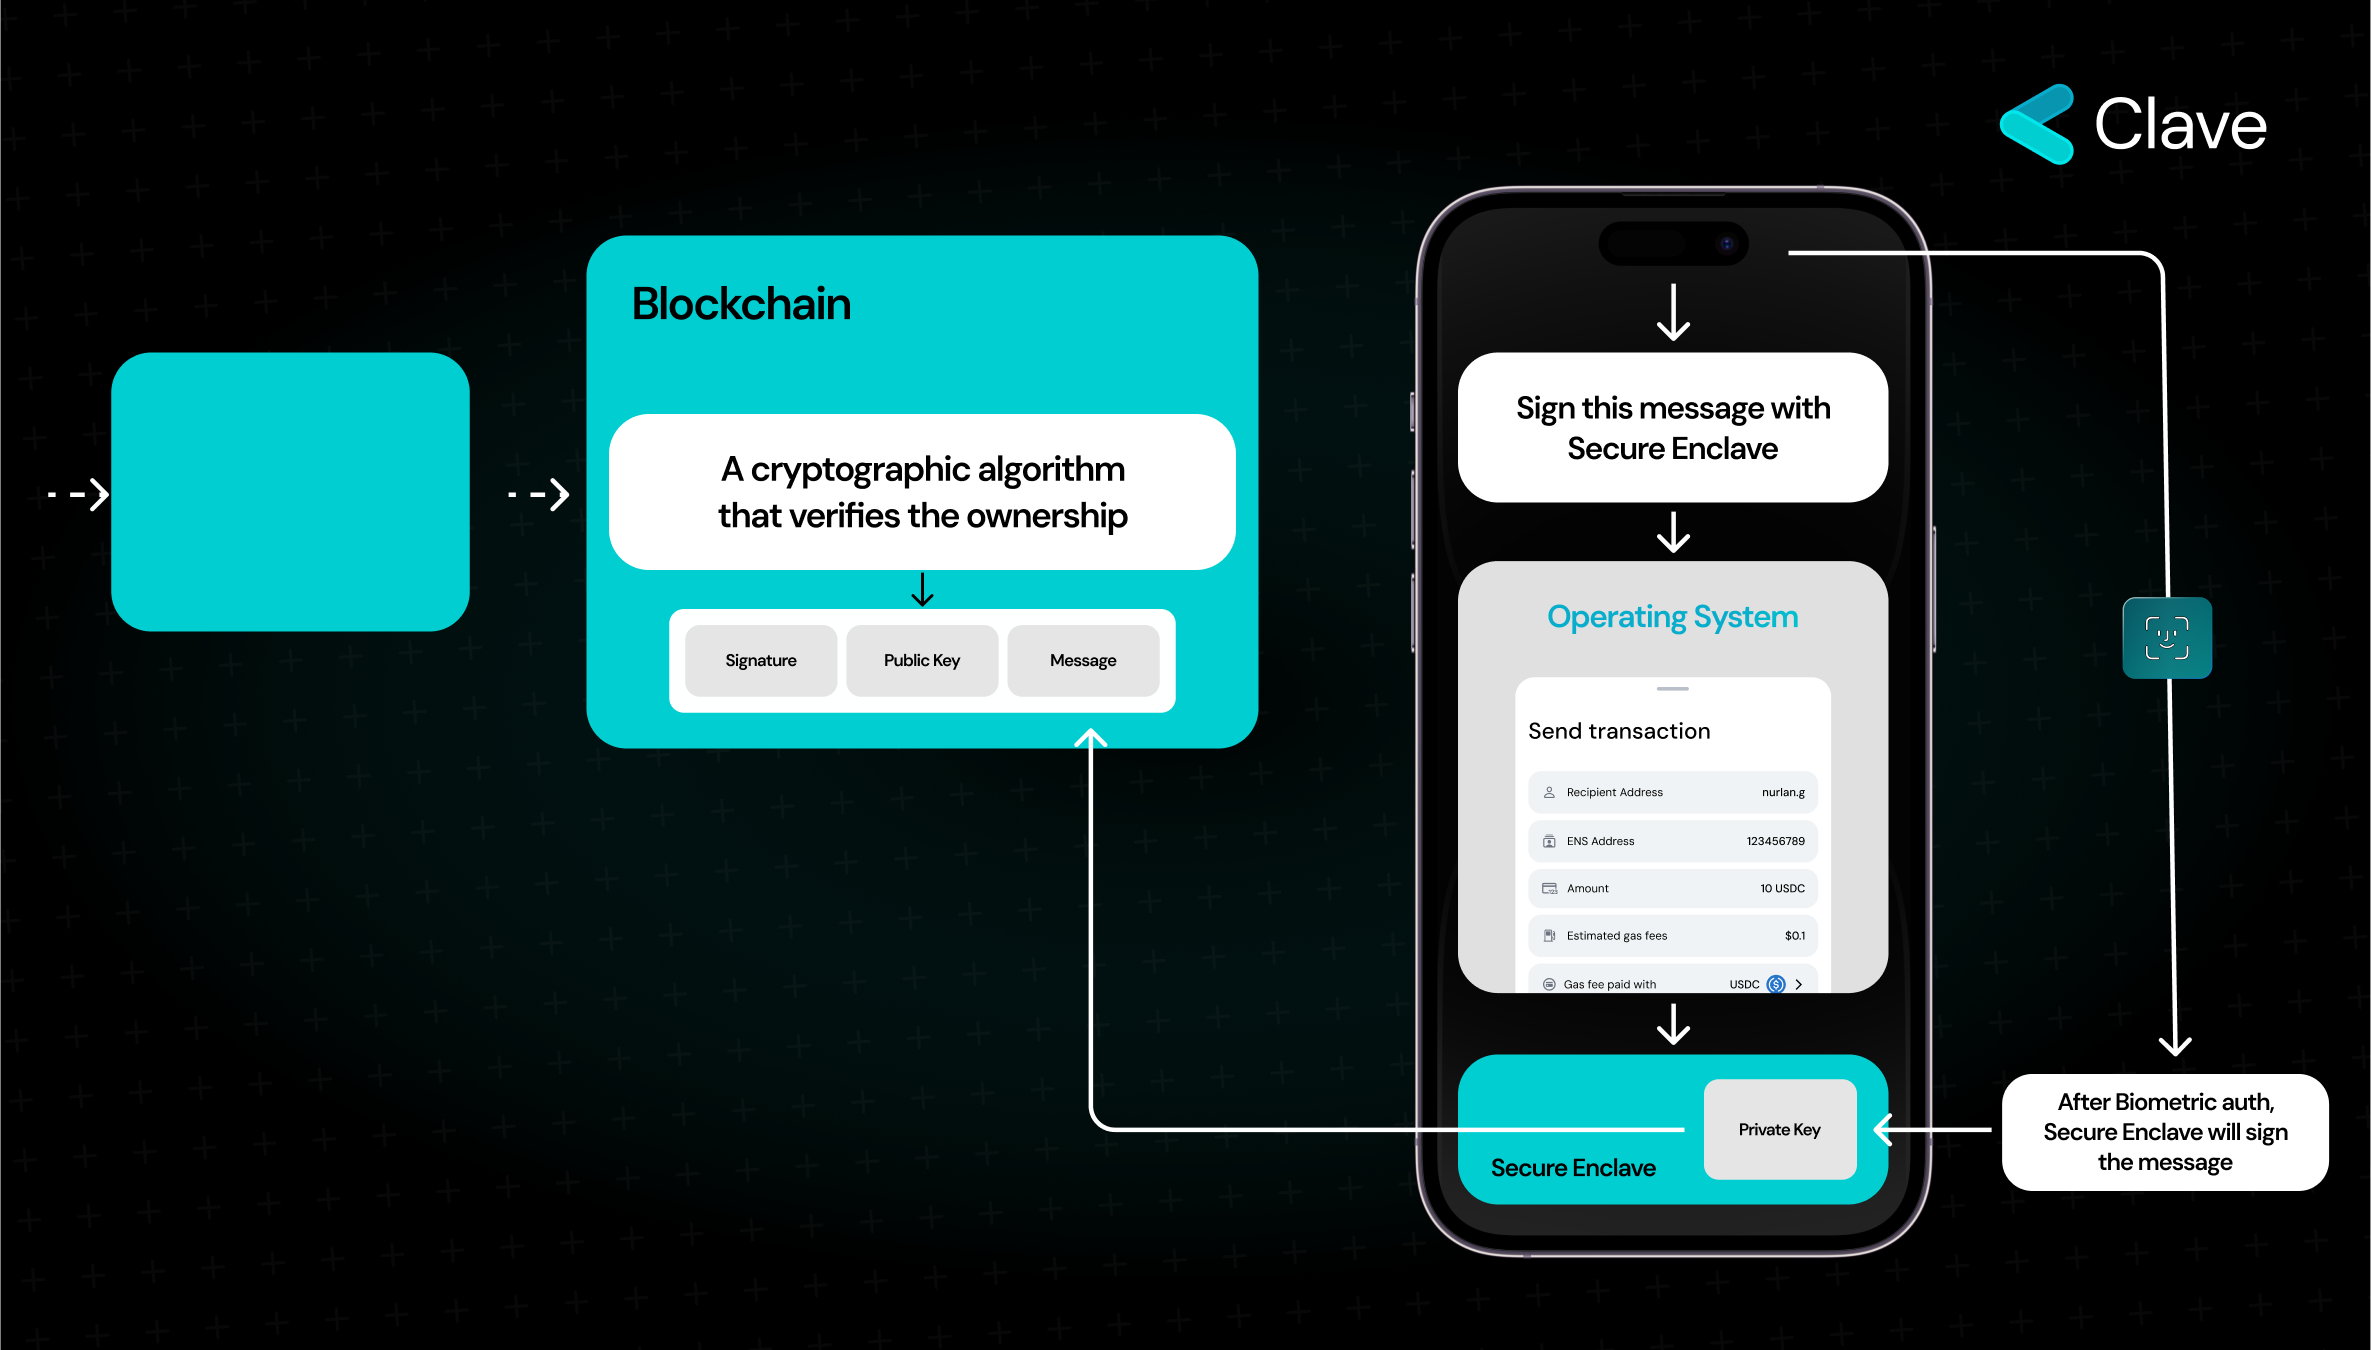 Clave
Blockchain
A cryptographic algorithm
that verifies the ownership
Signature
Public Key
Message
Sign this message with
Secure Enclave
Operating System
Send transaction
Recipient Address nurlan.g
ENS Address 123456789
Amount 10 USDC
Estimated gas fees $0.1
Gas fee paid with USDC
Secure Enclave
Private Key
After Biometric auth,
Secure Enclave will sign
the message